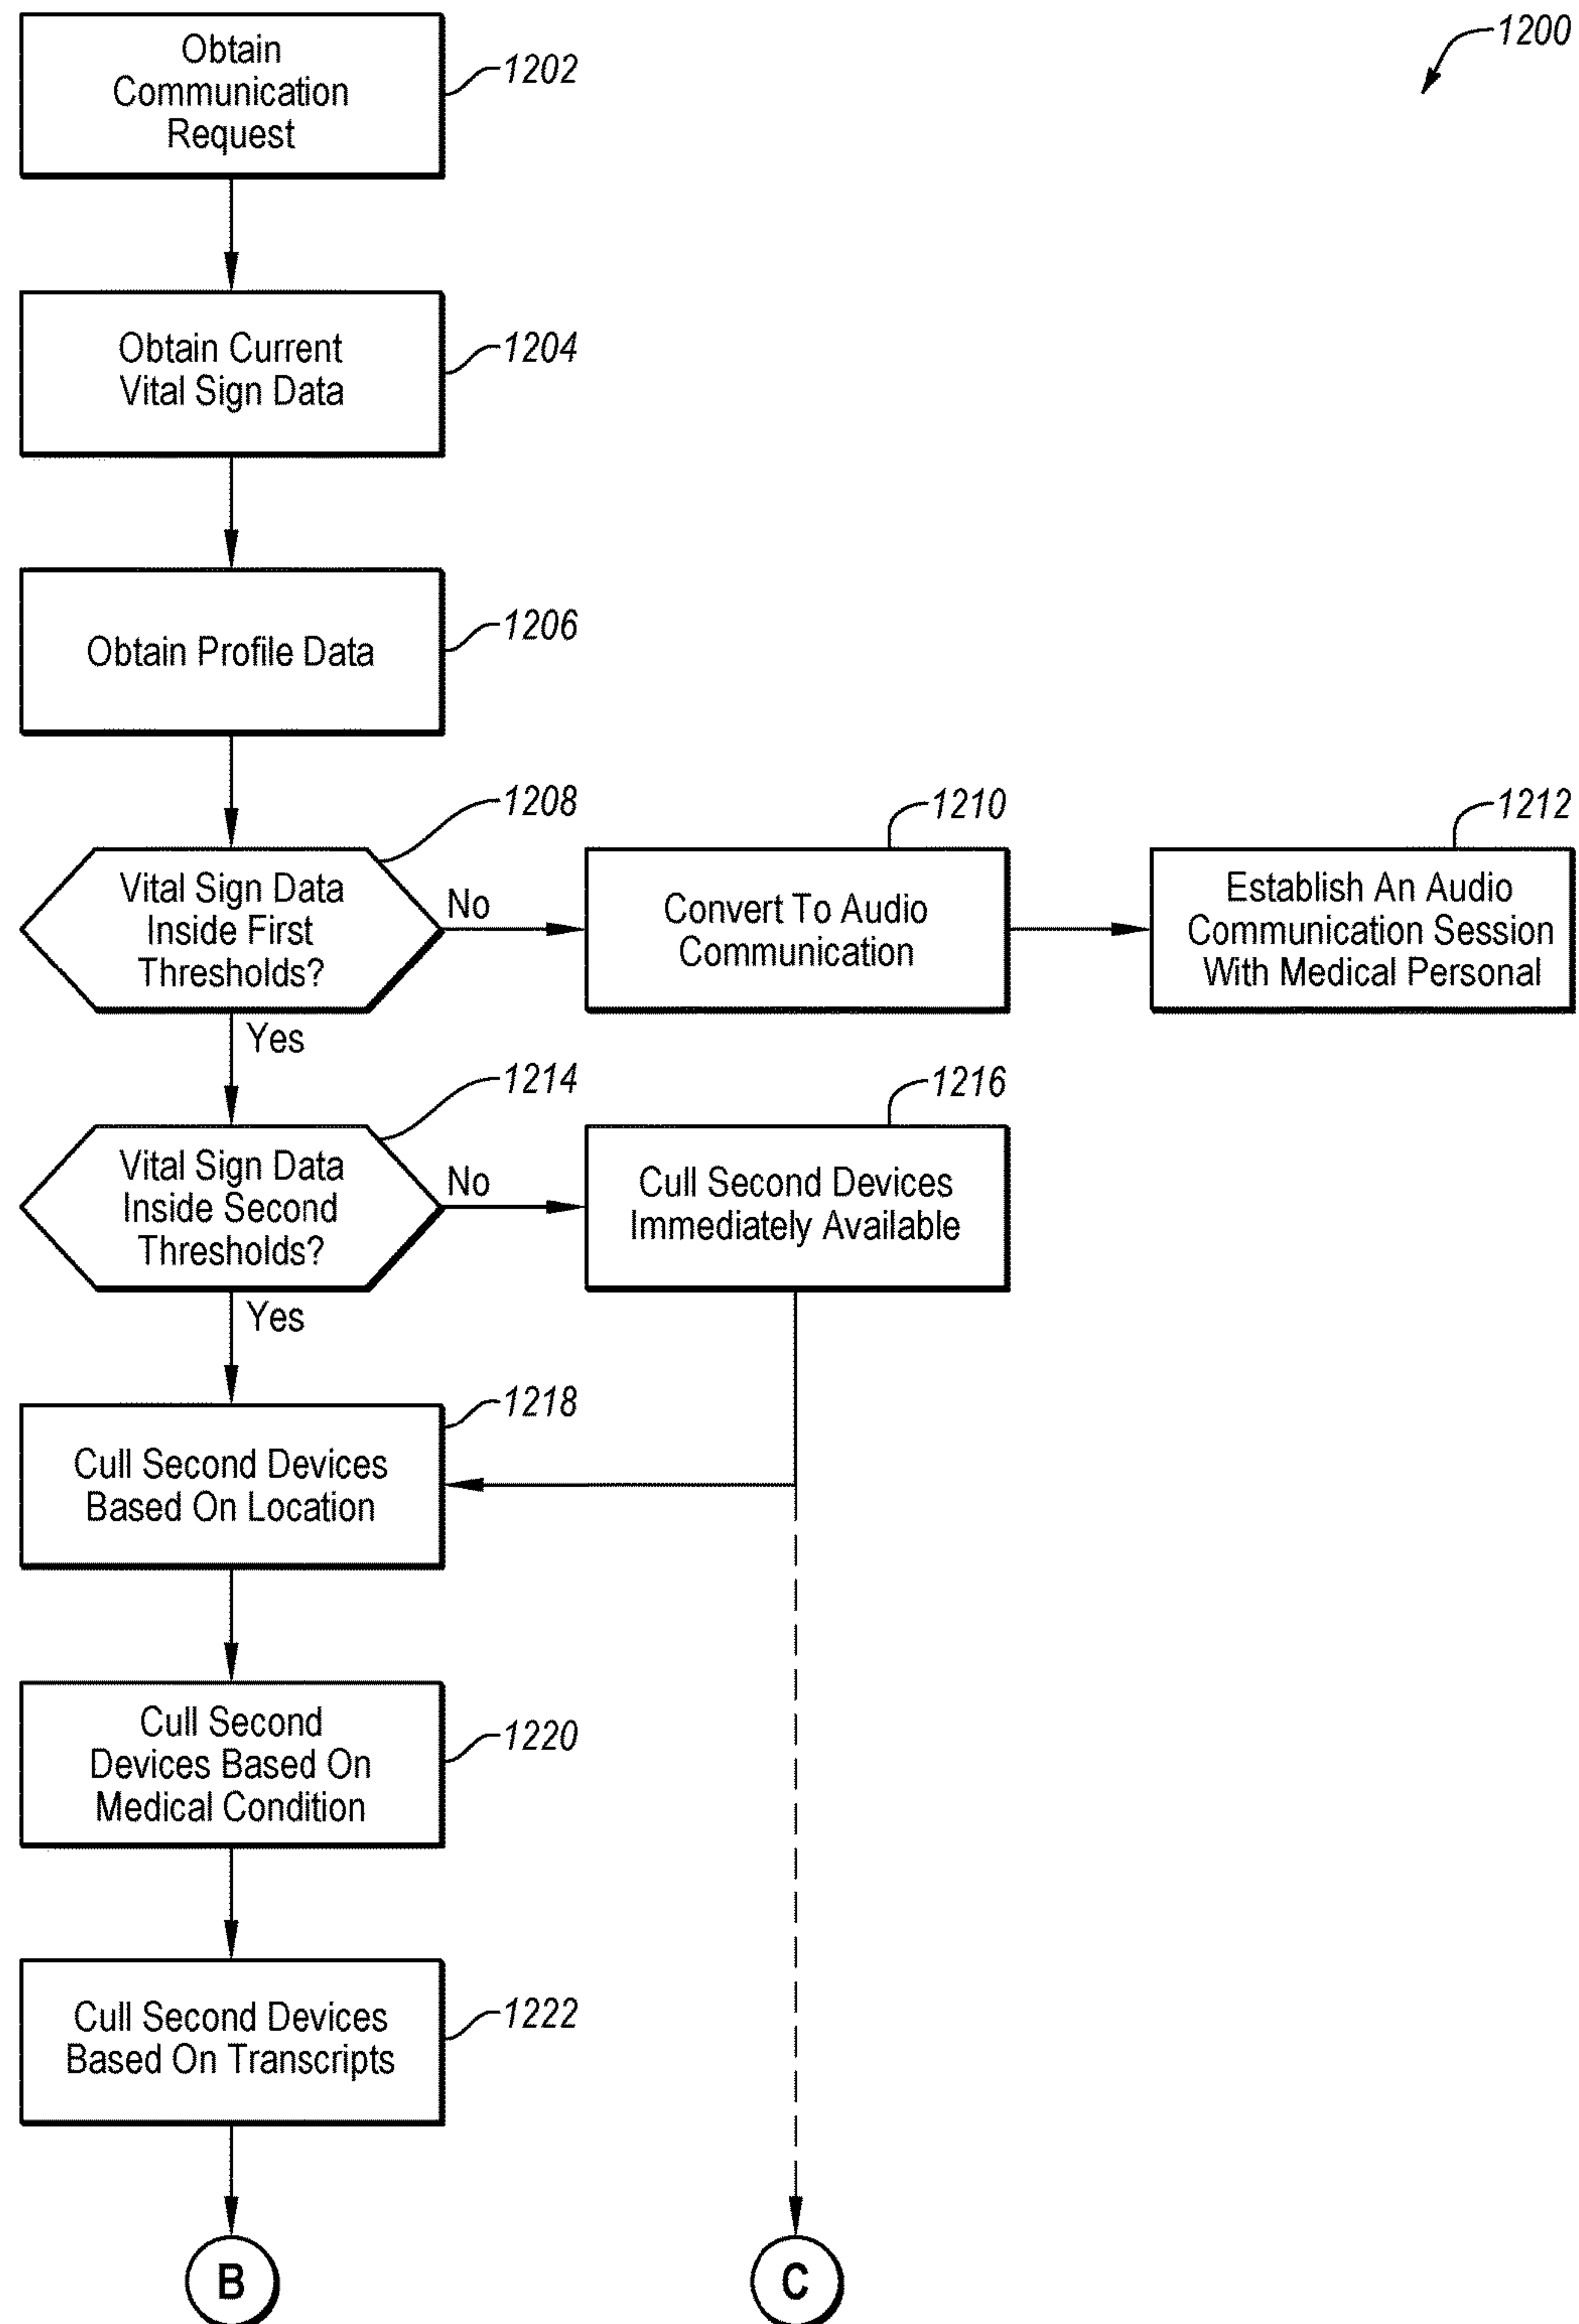 1200
Obtain
Communication
Request
1202
Obtain Current
Vital Sign Data
1204
Obtain Profile Data
1206
Vital Sign Data
Inside First
Thresholds?
1208
No
Yes
Convert To Audio
Communication
1210
Establish An Audio
Communication Session
With Medical Personal
1212
Vital Sign Data
Inside Second
Thresholds?
1214
No
Yes
Cull Second Devices
Immediately Available
1216
Cull Second Devices
Based On Location
1218
Cull Second
Devices Based On
Medical Condition
1220
Cull Second Devices
Based On Transcripts
1222
B
C